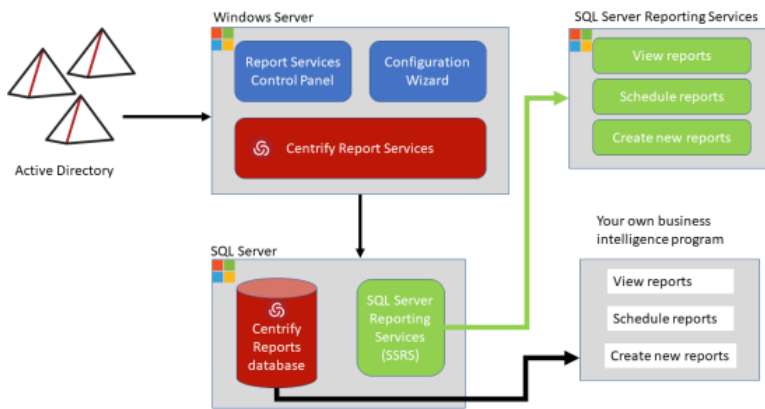 Windows Server
SQL Server Reporting Services
Report Services
Control Panel
Configuration
Wizard
View reports
Schedule reports
Create new reports
Centrify Report Services
Active Directory
Your own business
intelligence program
SQL Server
Centrify
Reports
database
SQL Server
Reporting
Services
(SSRS)
View reports
Schedule reports
Create new reports